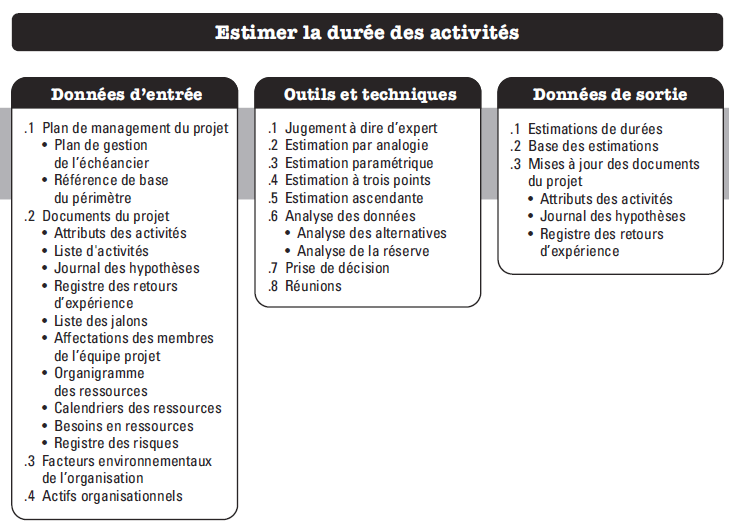 Estimer la durée des activités
Données d’entrée
.1 Plan de management du projet
• Plan de gestion
de l’échéancier
• Référence de base
du périmètre
.2 Documents du projet
• Attributs des activités
• Liste d'activités
• Journal des hypothèses
• Registre des retours
d’expérience
• Liste des jalons
• Affectations des membres
de l’équipe projet
• Organigramme
des ressources
• Calendriers des ressources
• Besoins en ressources
• Registre des risques
.3 Facteurs environnementaux
de l’organisation
.4 Actifs organisationnels
Outils et techniques
.1 Jugement à dire d’expert
.2 Estimation par analogie
.3 Estimation paramétrique
.4 Estimation à trois points
.5 Estimation ascendante
.6 Analyse des données
• Analyse des alternatives
• Analyse de la réserve
.7 Prise de décision
.8 Réunions
Données de sortie
.1 Estimations de durées
.2 Base des estimations
.3 Mises à jour des documents
du projet
• Attributs des activités
• Journal des hypothèses
• Registre des retours
d’expérience